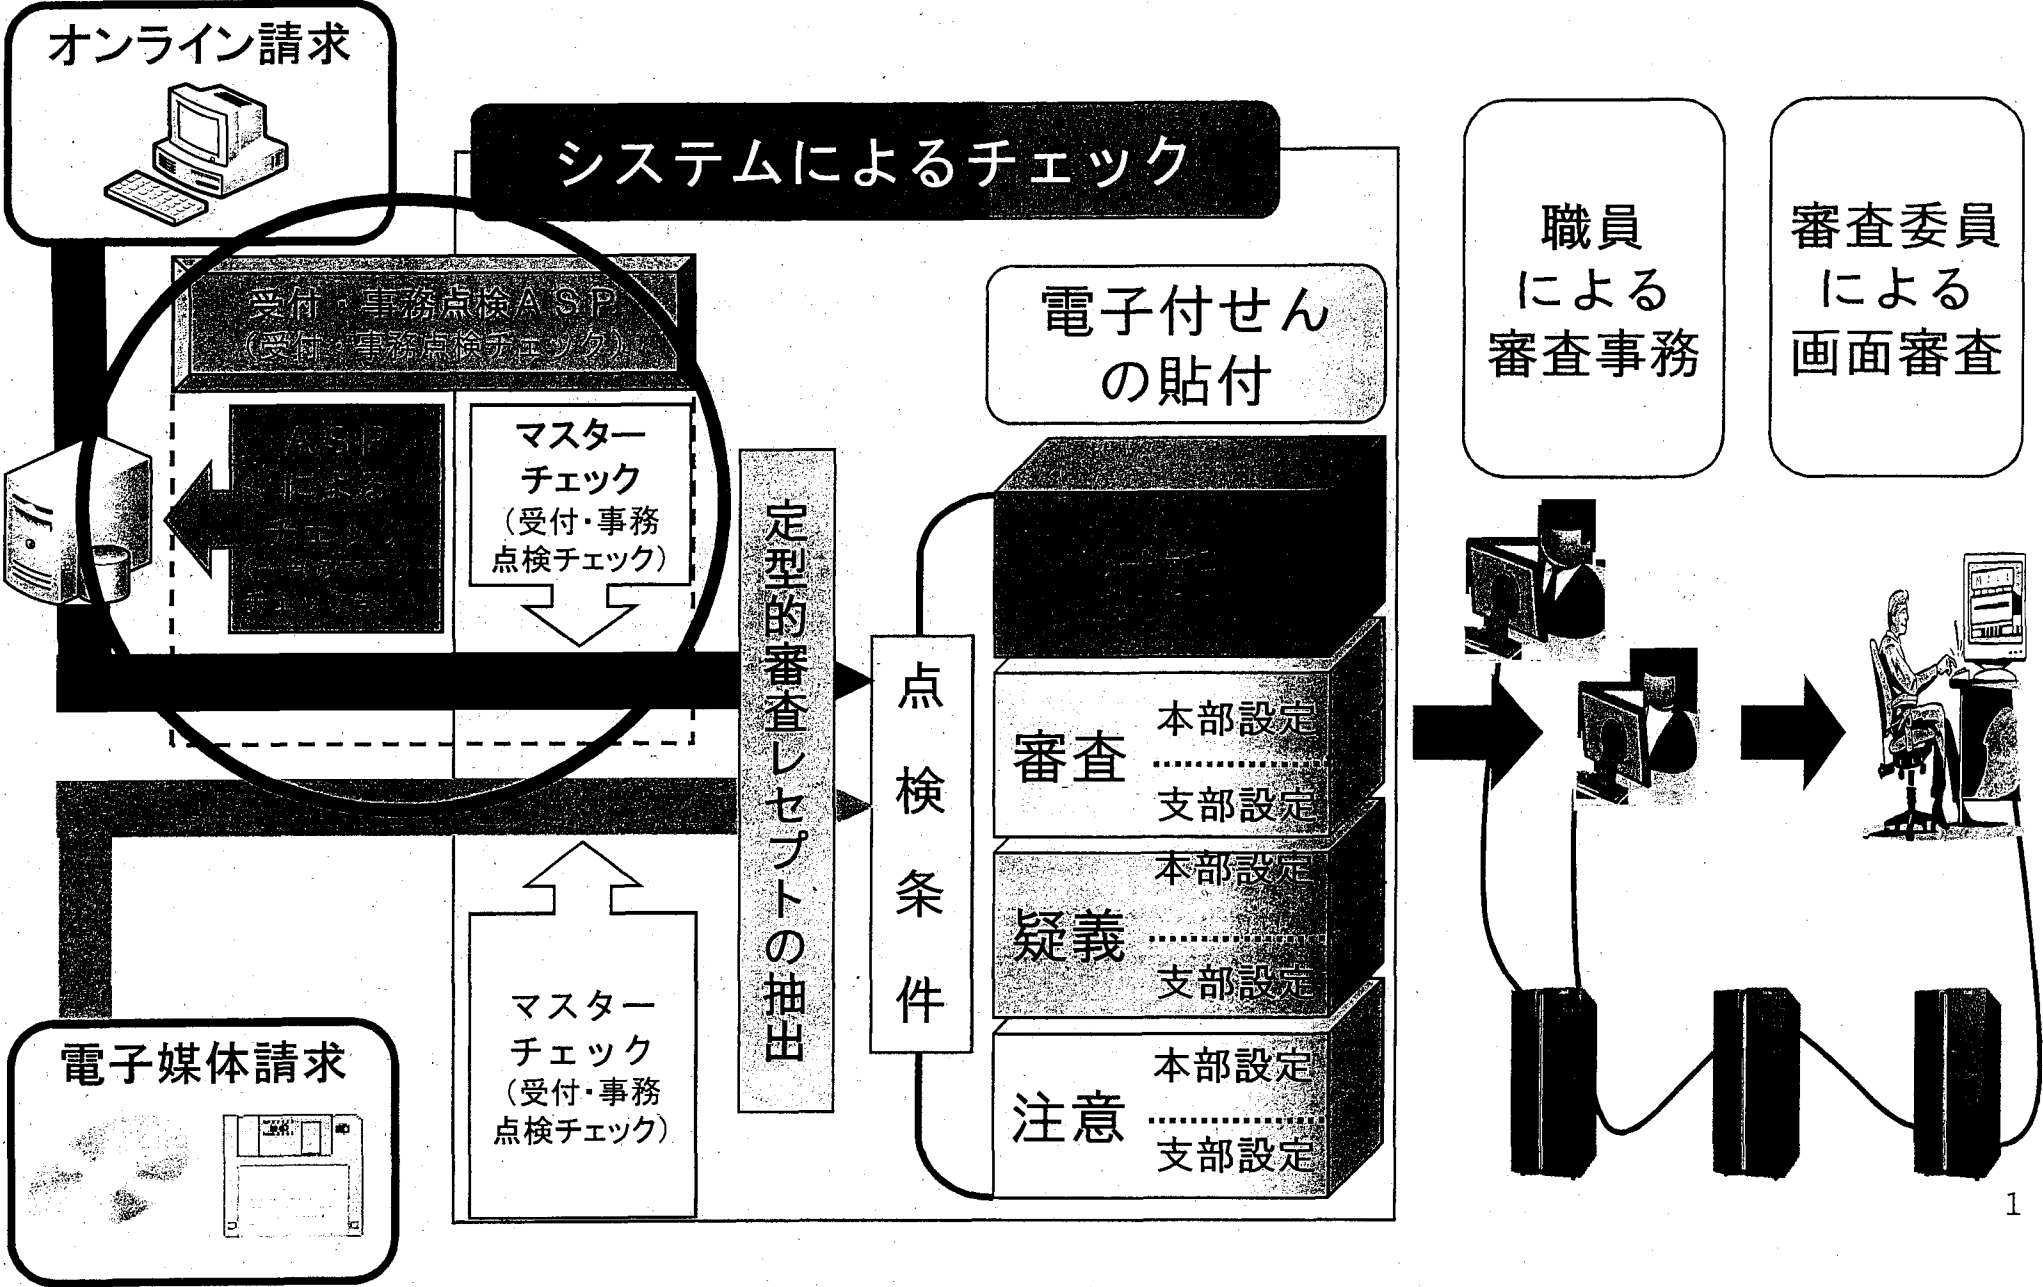 オンライン請求
システムによるチェック
受付・事務点検ASP
(受付・事務点検チェック)
ASP
による
チェック
マスター
チェック
(受付・事務
点検チェック)
定型的審査レセプトの抽出
点検条件
電子付せん
の貼付
審査
本部設定
支部設定
疑義
本部設定
支部設定
注意
本部設定
支部設定
職員
による
審査事務
審査委員
による
画面審査
電子媒体請求
マスター
チェック
(受付・事務
点検チェック)
1